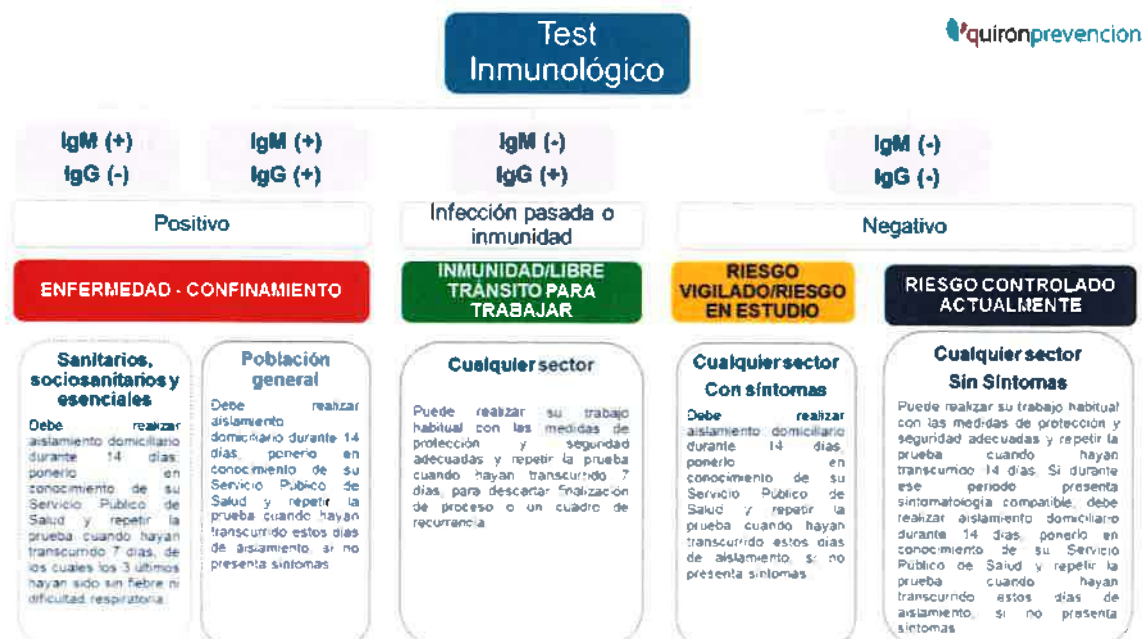 Test
Inmunológico
quironprevencion
IgM (+)
IgG (-)
IgM (+)
IgG (+)
IgM (-)
IgG (+)
IgM (-)
IgG (-)
Positivo
Infección pasada o
inmunidad
Negativo
ENFERMEDAD - CONFINAMIENTO
INMUNIDAD/LIBRE
TRÁNSITO PARA
TRABAJAR
RIESGO
VIGILADO/RIESGO
EN ESTUDIO
RIESGO CONTROLADO
ACTUALMENTE
Sanitarios,
sociosanitarios y
esenciales
Debe realizar
aislamiento domiciliario
durante 14 días,
ponerlo en
conocimiento de su
Servicio Público de
Salud y repetir la
prueba cuando hayan
transcurrido 7 días, de
los cuales los 3 últimos
hayan sido sin fiebre ni
dificultad respiratoria
Población
general
Debe realizar
aislamiento
domiciliario durante 14
días, ponerlo en
conocimiento de su
Servicio Público de
Salud y repetir la
prueba cuando hayan
transcurrido estos días
de aislamiento, si no
presenta síntomas
Cualquier sector
Puede realizar su trabajo
habitual con las medidas de
protección y seguridad
adecuadas y repetir la prueba
cuando hayan transcurrido 7
días, para descartar finalización
de proceso o un cuadro de
recurrencia
Cualquier sector
Con síntomas
Debe realizar
aislamiento domiciliario
durante 14 días,
ponerlo en
conocimiento de su
Servicio Público de
Salud y repetir la
prueba cuando hayan
transcurrido estos días
de aislamiento, si no
presenta síntomas
Cualquier sector
Sin Síntomas
Puede realizar su trabajo habitual
con las medidas de protección y
seguridad adecuadas y repetir la
prueba cuando hayan
transcurrido 14 días. Si durante
ese periodo presenta
sintomatología compatible, debe
realizar aislamiento domiciliario
durante 14 días, ponerlo en
conocimiento de su Servicio
Público de Salud y repetir la
prueba cuando hayan
transcurrido estos días de
aislamiento, si no presenta
síntomas